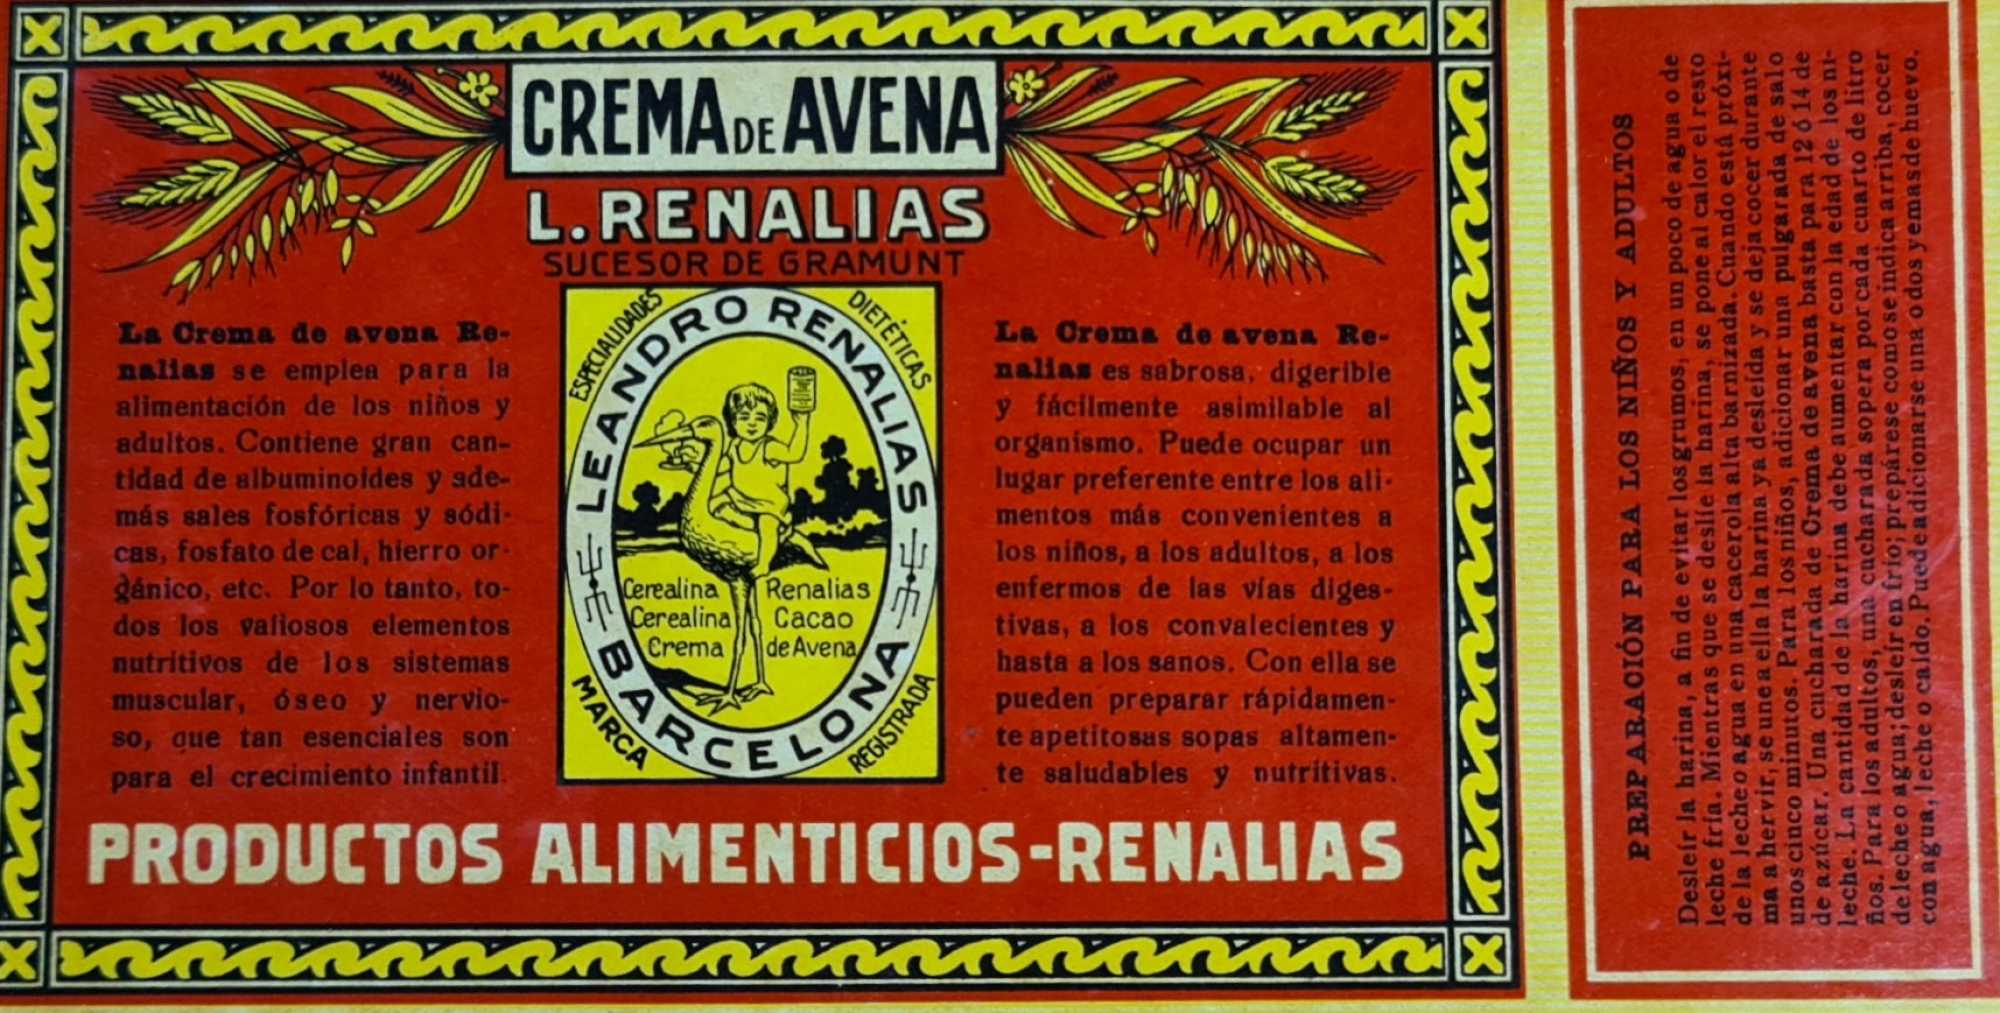 CREMA DE AVENA
L. RENALIAS
SUCESOR DE GRAMUNT
La Crema de avena Re-
nalias se emplea para la
alimentación de los niños y
adultos. Contiene gran can-
tidad de albuminoides y ade-
más sales fosfóricas y sódi-
cas, fosfato de cal, hierro or-
gánico, etc. Por lo tanto, to-
dos los valiosos elementos
nutritivos de los sistemas
muscular, óseo y nervio-
so, que tan esenciales son
para el crecimiento infantil.
ESPECIALIDADES DIETÉTICAS
LEANDRO RENALIAS
Cerealina Renalias
Cerealina Cacao
Crema de Avena
BARCELONA
MARCA REGISTRADA
La Crema de avena Re-
nalias es sabrosa, digerible
y fácilmente asimilable al
organismo. Puede ocupar un
lugar preferente entre los ali-
mentos más convenientes a
los niños, a los adultos, a los
enfermos de las vías diges-
tivas, a los convalecientes y
hasta a los sanos. Con ella se
pueden preparar rápidamen-
te apetitosas sopas altamen-
te saludables y nutritivas.
PRODUCTOS ALIMENTICIOS-RENALIAS
PREPARACIÓN PARA LOS NIÑOS Y ADULTOS
Desleír la harina, a fin de evitar los grumos, en un poco de agua o de
leche fría. Mientras que se deslíe la harina, se pone al calor el resto
de la leche o agua en una cacerola alta barnizada. Cuando está próxi-
ma a hervir, se une a ella la harina ya desleída y se deja cocer durante
unos cinco minutos. Para los niños, adicionar una pulgarada de salo
de azúcar. Una cucharada de Crema de avena basta para 12 ó 14 de
leche. La cantidad de la harina debe aumentar con la edad de los ni-
ños. Para los adultos, una cucharada sopera por cada cuarto de litro
de leche o agua; desleír en frío; prepárese como se indica arriba, cocer
con agua, leche o caldo. Puede adicionarse una o dos yemas de huevo.